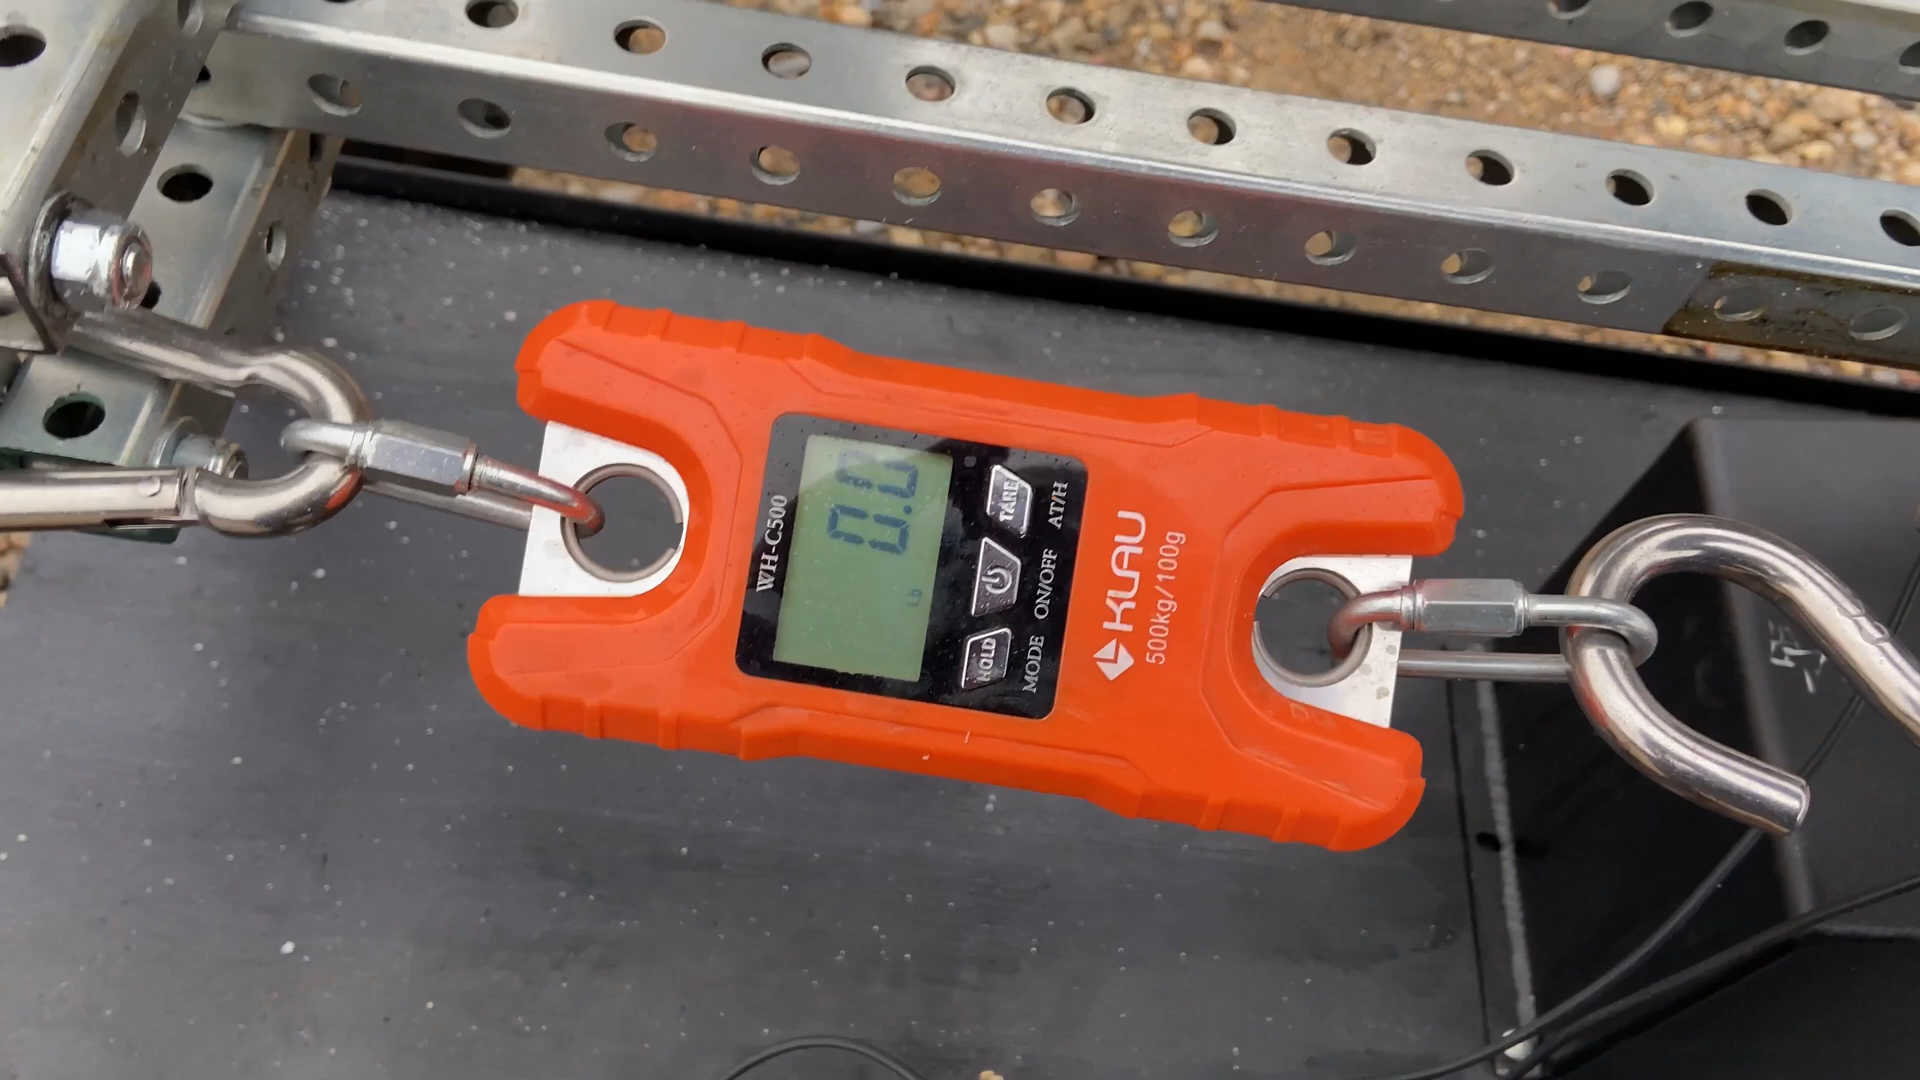 WH-C500
0.0
Lb
TARE
HOLD
AT/H
ON/OFF
MODE
KLAU
500kg/100g